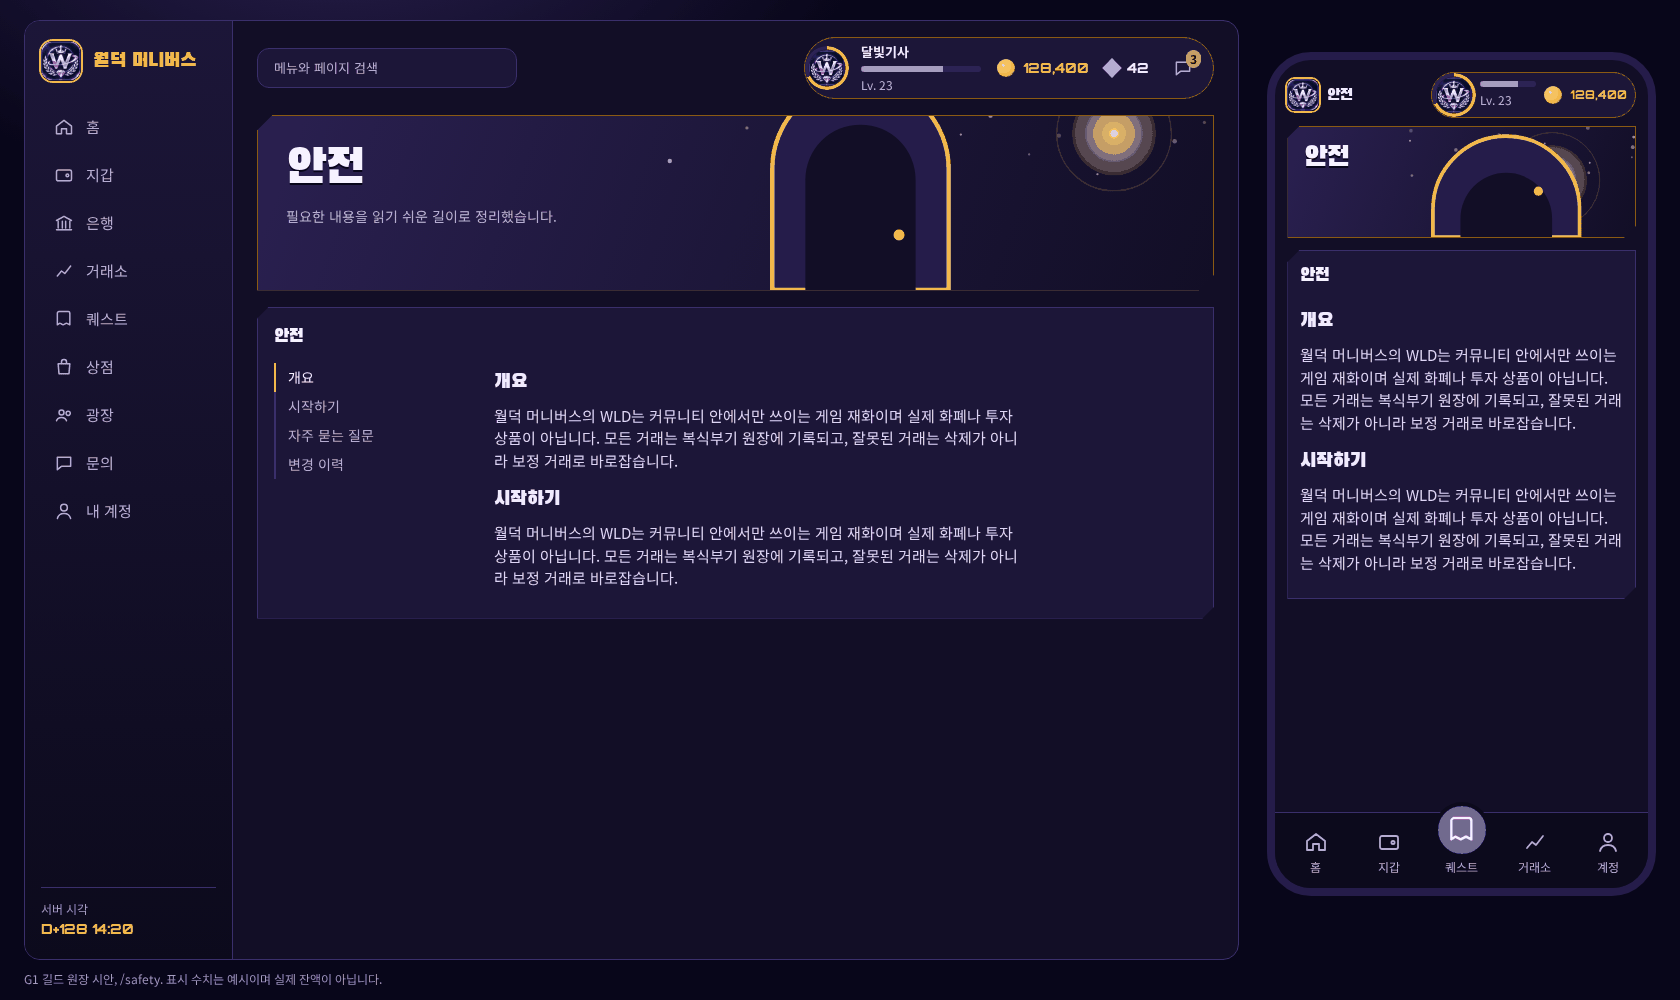 월덕 머니버스
홈
지갑
은행
거래소
퀘스트
상점
광장
문의
내 계정
서버 시각
D+128 14:20
메뉴와 페이지 검색
달빛기사
Lv. 23
128,400
42
3
안전
필요한 내용을 읽기 쉬운 길이로 정리했습니다.
안전
개요
시작하기
자주 묻는 질문
변경 이력
개요
월덕 머니버스의 WLD는 커뮤니티 안에서만 쓰이는 게임 재화이며 실제 화폐나 투자
상품이 아닙니다. 모든 거래는 복식부기 원장에 기록되고, 잘못된 거래는 삭제가 아니
라 보정 거래로 바로잡습니다.
시작하기
월덕 머니버스의 WLD는 커뮤니티 안에서만 쓰이는 게임 재화이며 실제 화폐나 투자
상품이 아닙니다. 모든 거래는 복식부기 원장에 기록되고, 잘못된 거래는 삭제가 아니
라 보정 거래로 바로잡습니다.
G1 길드 원장 시안, /safety. 표시 수치는 예시이며 실제 잔액이 아닙니다.
안전
Lv. 23
128,400
안전
안전
개요
월덕 머니버스의 WLD는 커뮤니티 안에서만 쓰이는
게임 재화이며 실제 화폐나 투자 상품이 아닙니다.
모든 거래는 복식부기 원장에 기록되고, 잘못된 거래
는 삭제가 아니라 보정 거래로 바로잡습니다.
시작하기
월덕 머니버스의 WLD는 커뮤니티 안에서만 쓰이는
게임 재화이며 실제 화폐나 투자 상품이 아닙니다.
모든 거래는 복식부기 원장에 기록되고, 잘못된 거래
는 삭제가 아니라 보정 거래로 바로잡습니다.
홈
지갑
퀘스트
거래소
계정